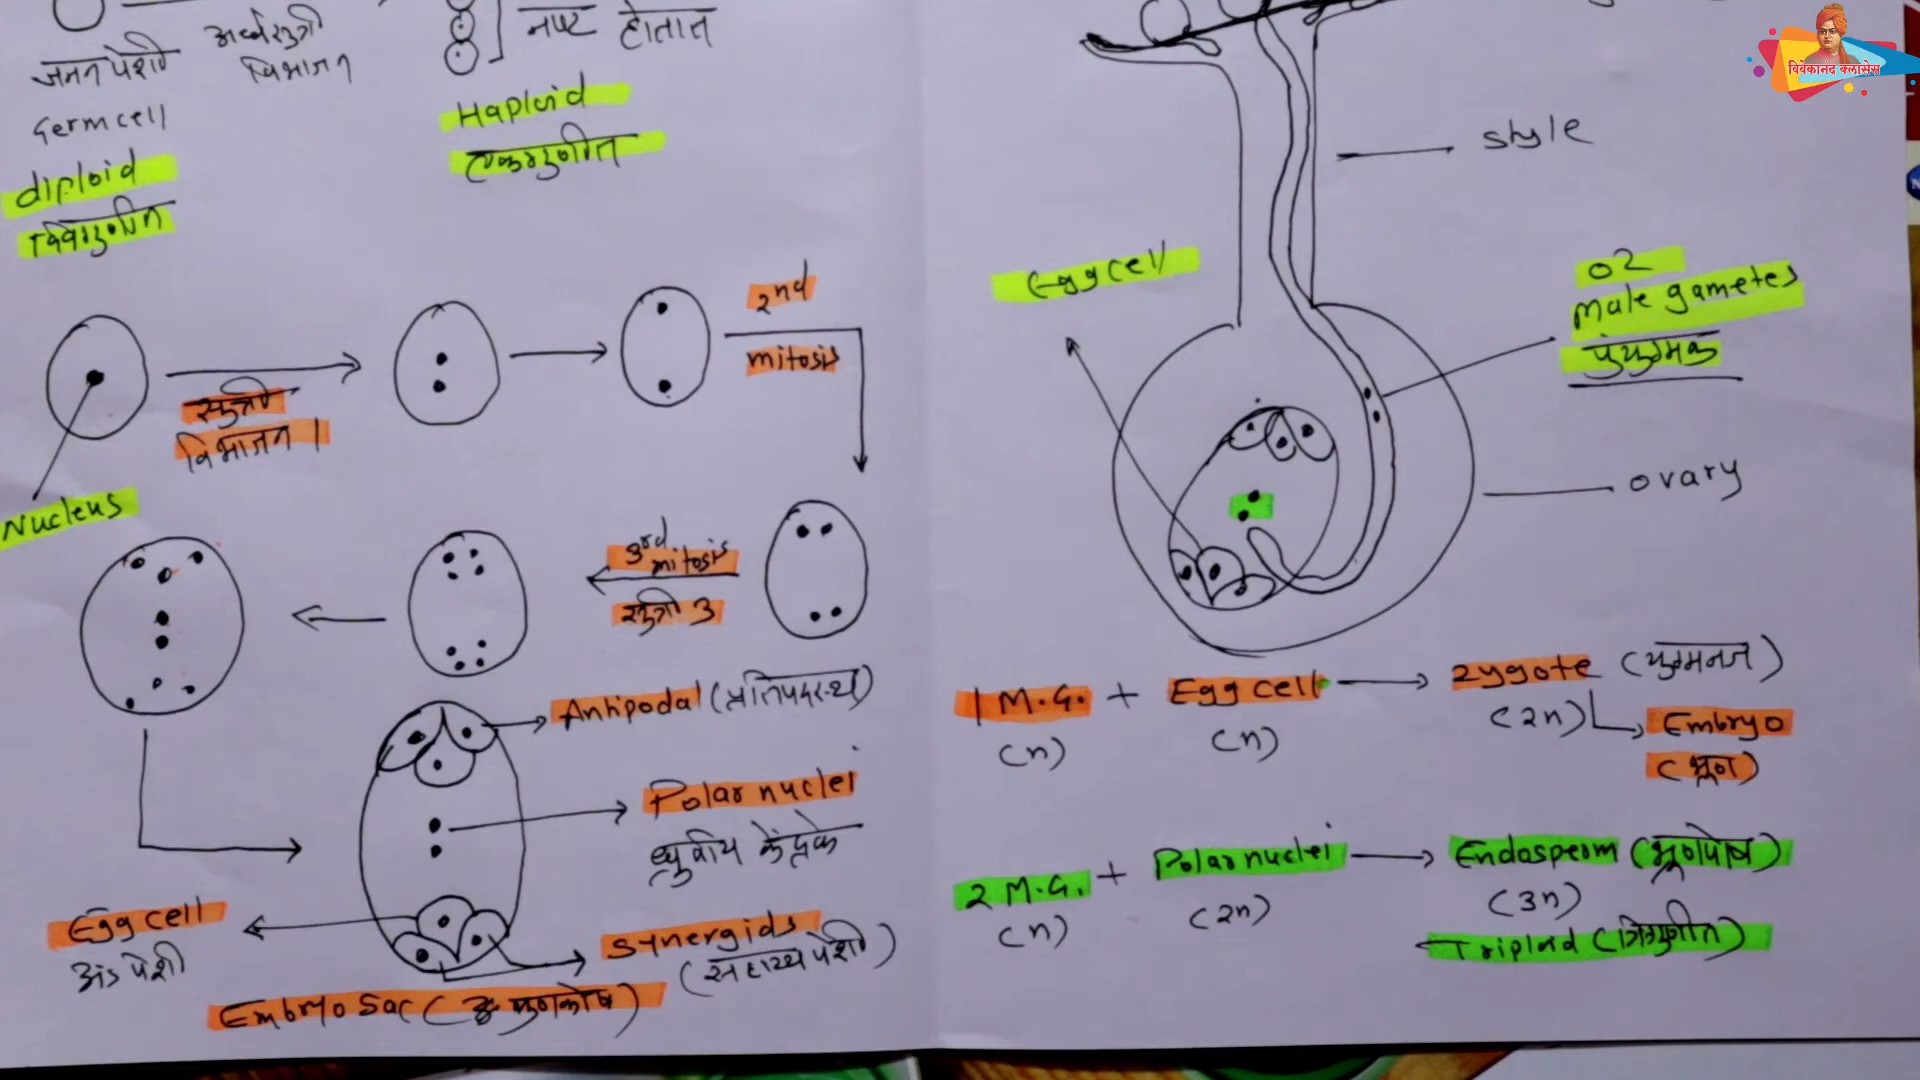 जनन पेशी
अर्धसुत्री
विभाजन
नष्ट होतात
Germ cell
diploid
द्विगुणीत
Haploid
एकगुणीत
सुत्री
विभाजन 1
2nd
mitosis
Nucleus
3rd
mitosis
सुत्री 3
Antipodal (प्रतिपदस्थ)
Polar nuclei
ध्रुवीय केंद्रके
Egg cell
अंड पेशी
Synergids
(सहाय्य पेशी)
Embryo Sac (भ्रुणकोष)
विवेकानंद क्लासेस
Style
Egg cell
02
male gametes
पुंयुग्मक
ovary
1 M.G. + Egg cell → zygote (युग्मनज)
(n) (n) (2n)
Embryo
(भ्रूण)
2 M.G. + Polar nuclei → Endosperm (भ्रूणपोष)
(n) (2n) (3n)
Triploid (त्रिगुणीत)